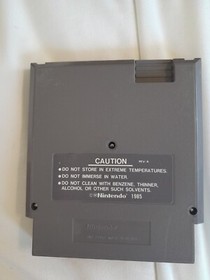 CAUTION REV-A
●DO NOT STORE IN EXTREME TEMPERATURES.
●DO NOT IMMERSE IN WATER.
●DO NOT CLEAN WITH BENZENE, THINNER,
ALCOHOL OR OTHER SUCH SOLVENTS.
©Nintendo 1985